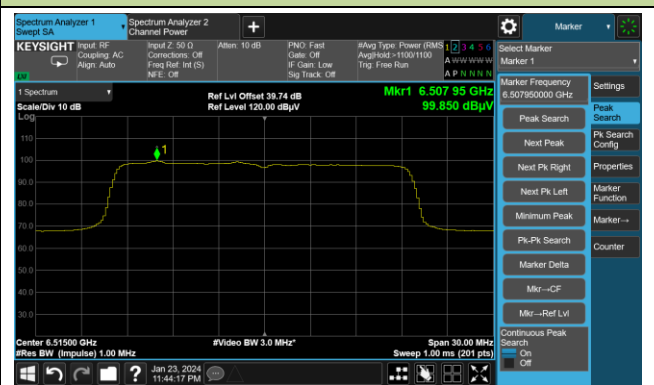 Spectrum Analyzer 1
Swept SA
Spectrum Analyzer 2
Channel Power
+
Marker
KEYSIGHT
Input: RF
Coupling: AC
Align: Auto
Input Z: 50 Ω
Corrections: Off
Freq Ref: Int (S)
NFE: Off
Atten: 10 dB
PNO: Fast
Gate: Off
IF Gain: Low
Sig Track: Off
#Avg Type: Power (RMS
Avg|Hold:>1100/1100
Trig: Free Run
1 2 3 4 5 6
A W W W W W
A P N N N N
LXI
Select Marker
Marker 1
1 Spectrum
Scale/Div 10 dB
Log
Ref Lvl Offset 39.74 dB
Ref Level 120.00 dBµV
Mkr1 6.507 95 GHz
99.850 dBµV
1
110
100
90.0
80.0
70.0
60.0
50.0
40.0
30.0
Center 6.51500 GHz
#Res BW (Impulse) 1.00 MHz
#Video BW 3.0 MHz*
Span 30.00 MHz
Sweep 1.00 ms (201 pts)
Marker Frequency
6.507950000 GHz
Peak Search
Next Peak
Next Pk Right
Next Pk Left
Minimum Peak
Pk-Pk Search
Marker Delta
Mkr→CF
Mkr→Ref Lvl
Continuous Peak
Search
On
Off
Settings
Peak
Search
Pk Search
Config
Properties
Marker
Function
Marker→
Counter
?
Jan 23, 2024
11:44:17 PM